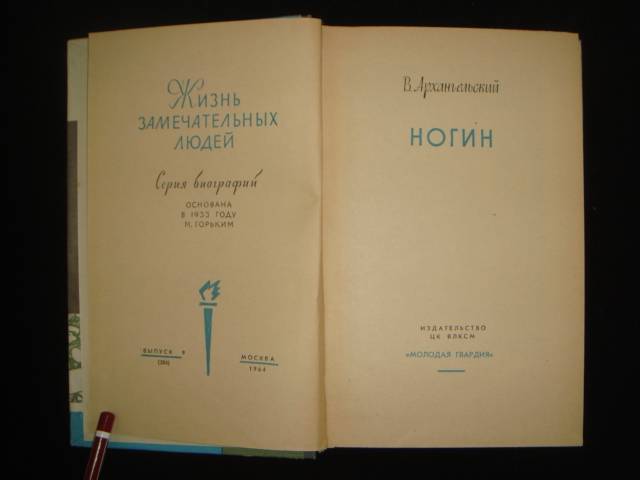 Жизнь
ЗАМЕЧАТЕЛЬНЫХ
ЛЮДЕЙ
Серия биографий
ОСНОВАНА
В 1933 ГОДУ
М. ГОРЬКИМ
ВЫПУСК 9
МОСКВА
1964
В. Архангельский
НОГИН
ИЗДАТЕЛЬСТВО
ЦК ВЛКСМ
«МОЛОДАЯ ГВАРДИЯ»